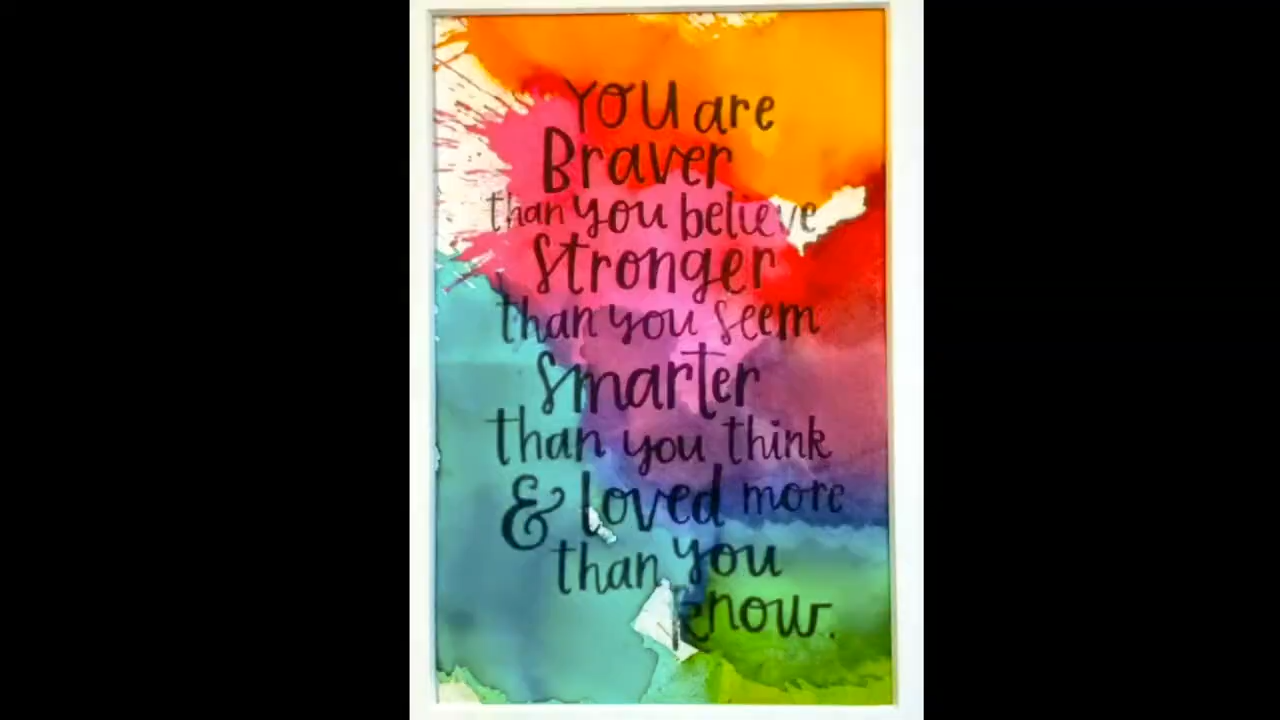 YOU are
Braver
than you believe
Stronger
than you seem
Smarter
than you think
& loved more
than you
know.